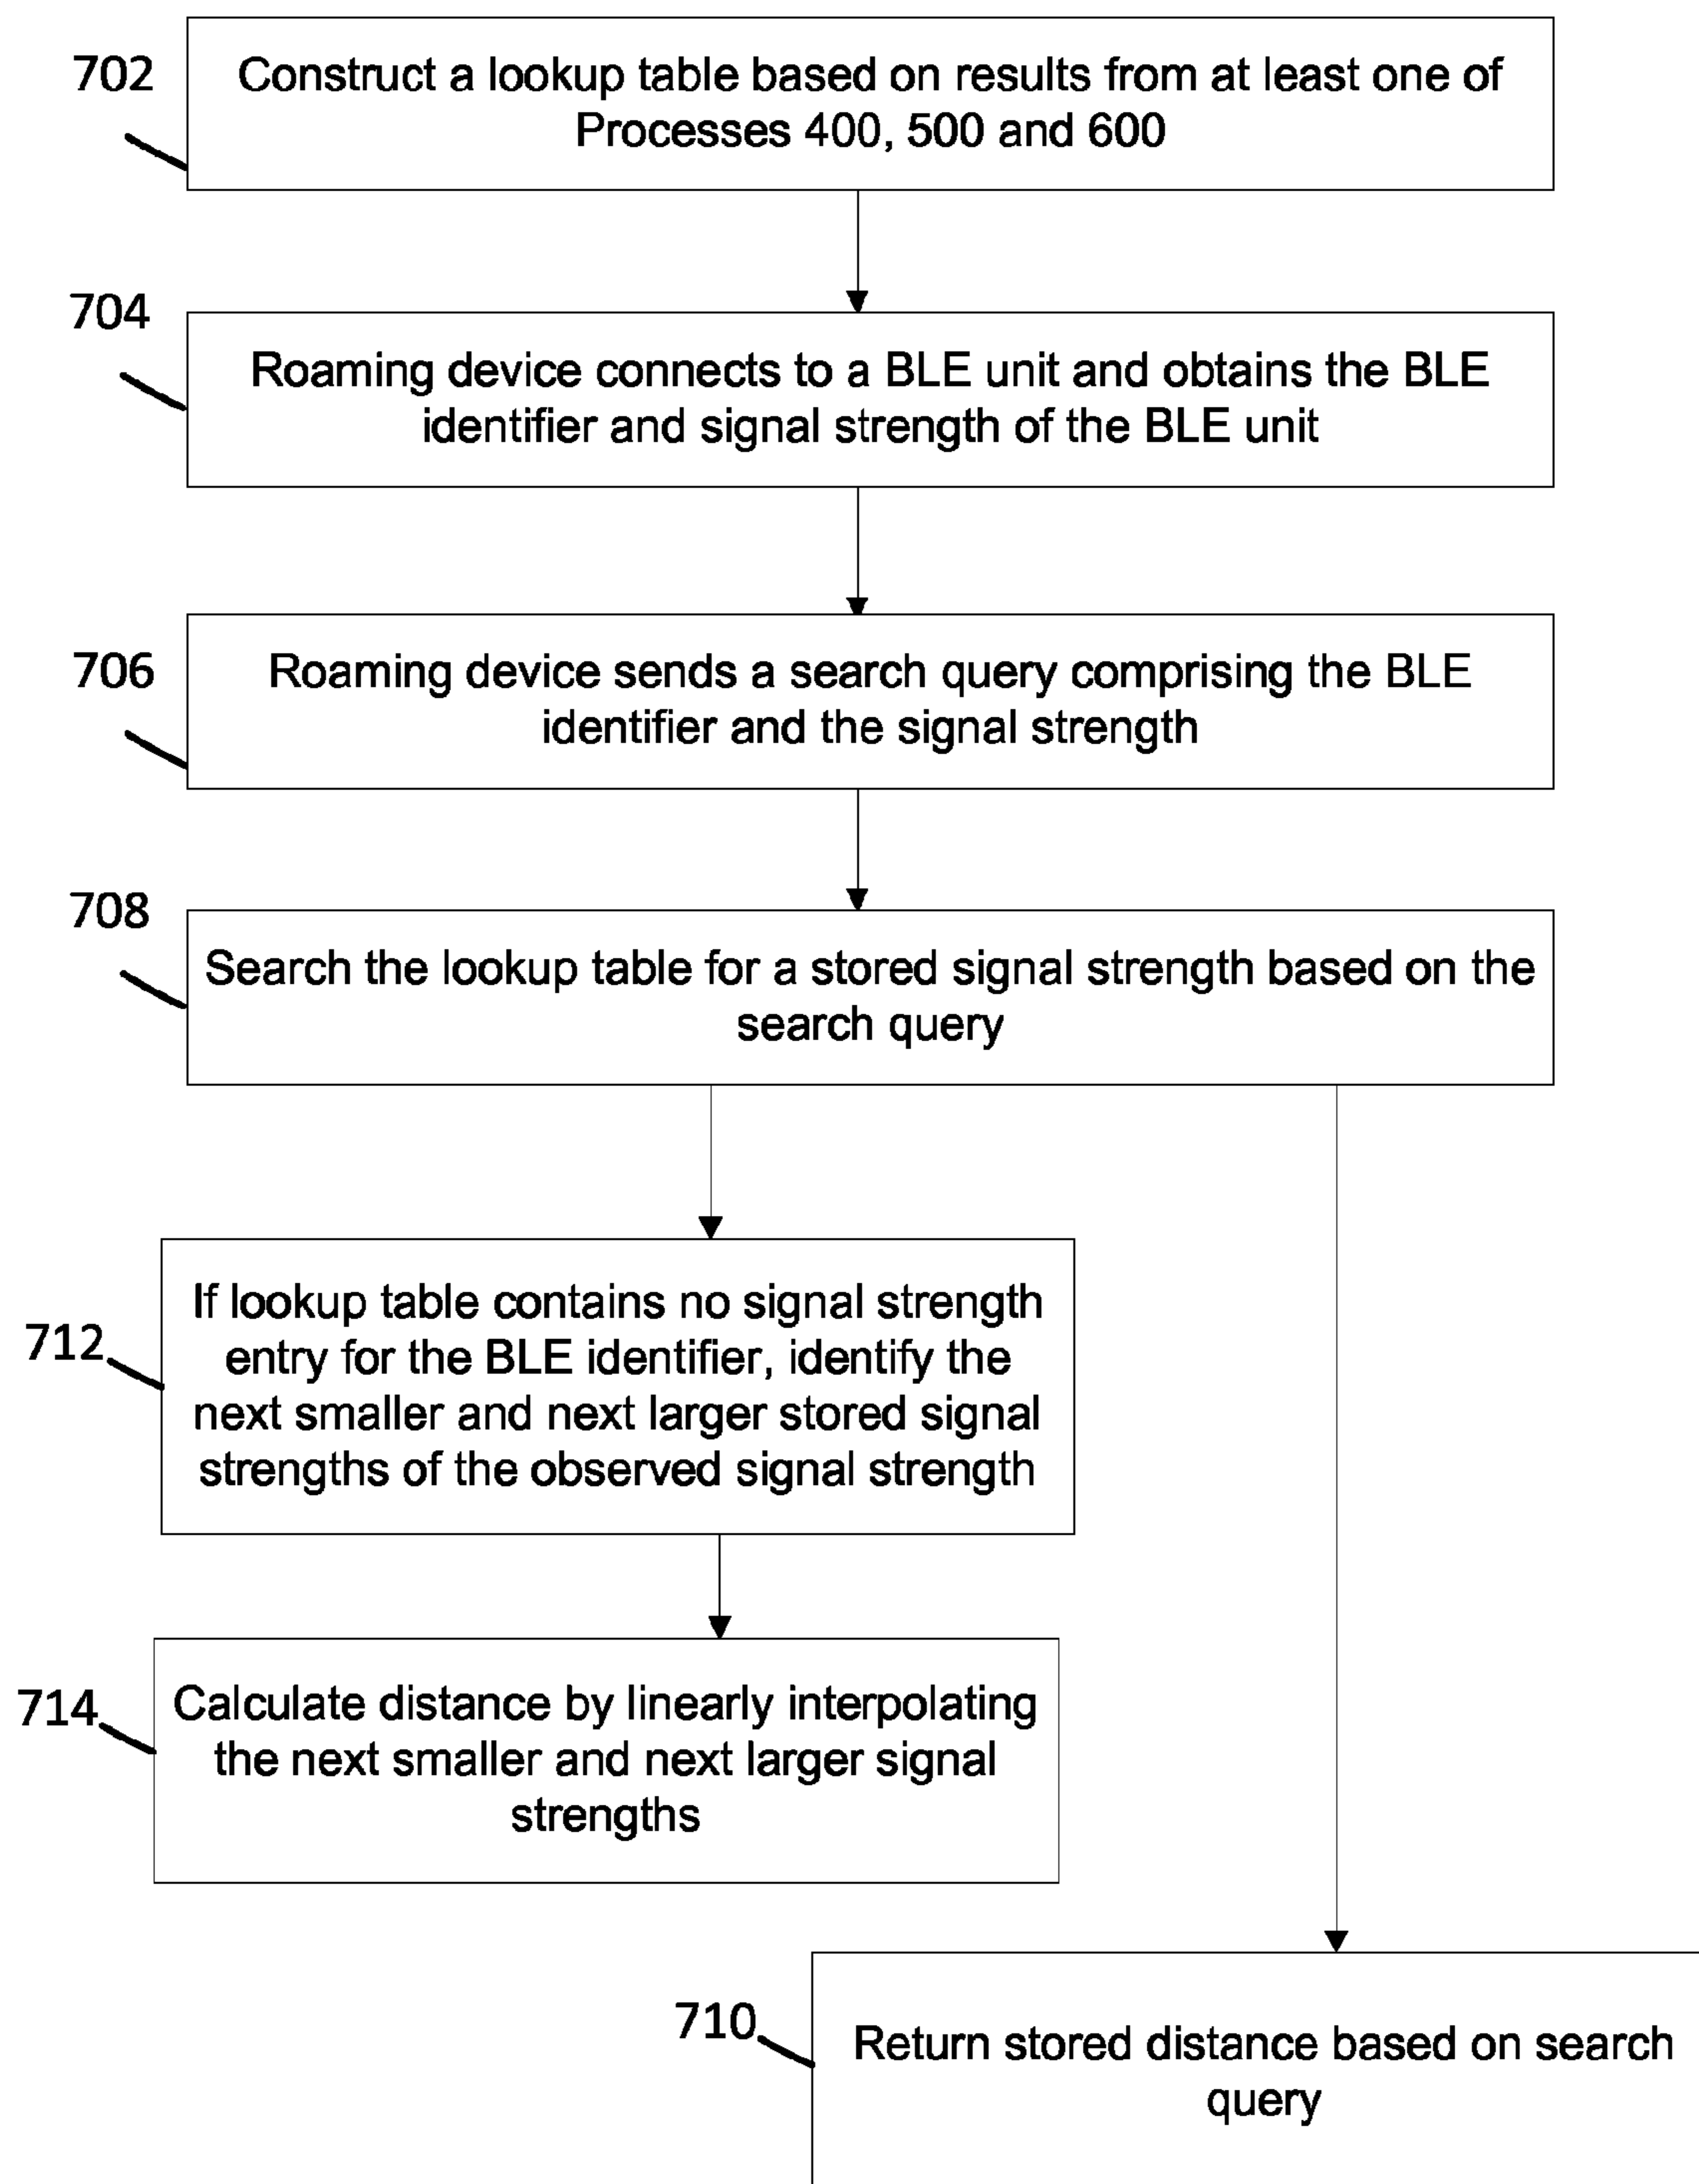 702
Construct a lookup table based on results from at least one of
Processes 400, 500 and 600
704
Roaming device connects to a BLE unit and obtains the BLE
identifier and signal strength of the BLE unit
706
Roaming device sends a search query comprising the BLE
identifier and the signal strength
708
Search the lookup table for a stored signal strength based on the
search query
712
If lookup table contains no signal strength
entry for the BLE identifier, identify the
next smaller and next larger stored signal
strengths of the observed signal strength
714
Calculate distance by linearly interpolating
the next smaller and next larger signal
strengths
710
Return stored distance based on search
query